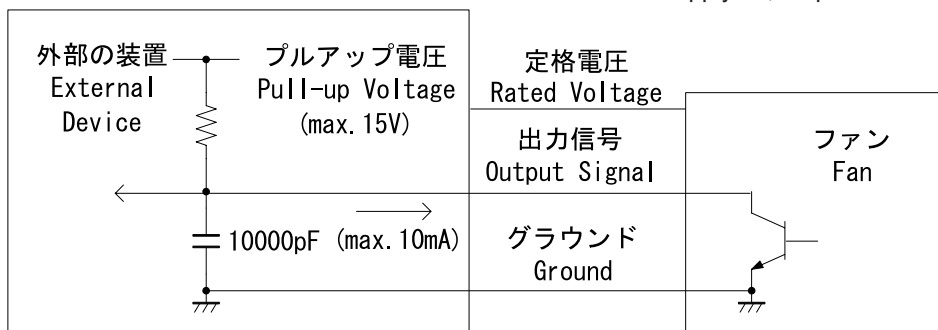 外部の装置
External
Device
プルアップ電圧
Pull-up Voltage
(max. 15V)
10000pF (max. 10mA)
定格電圧
Rated Voltage
出力信号
Output Signal
グラウンド
Ground
ファン
Fan